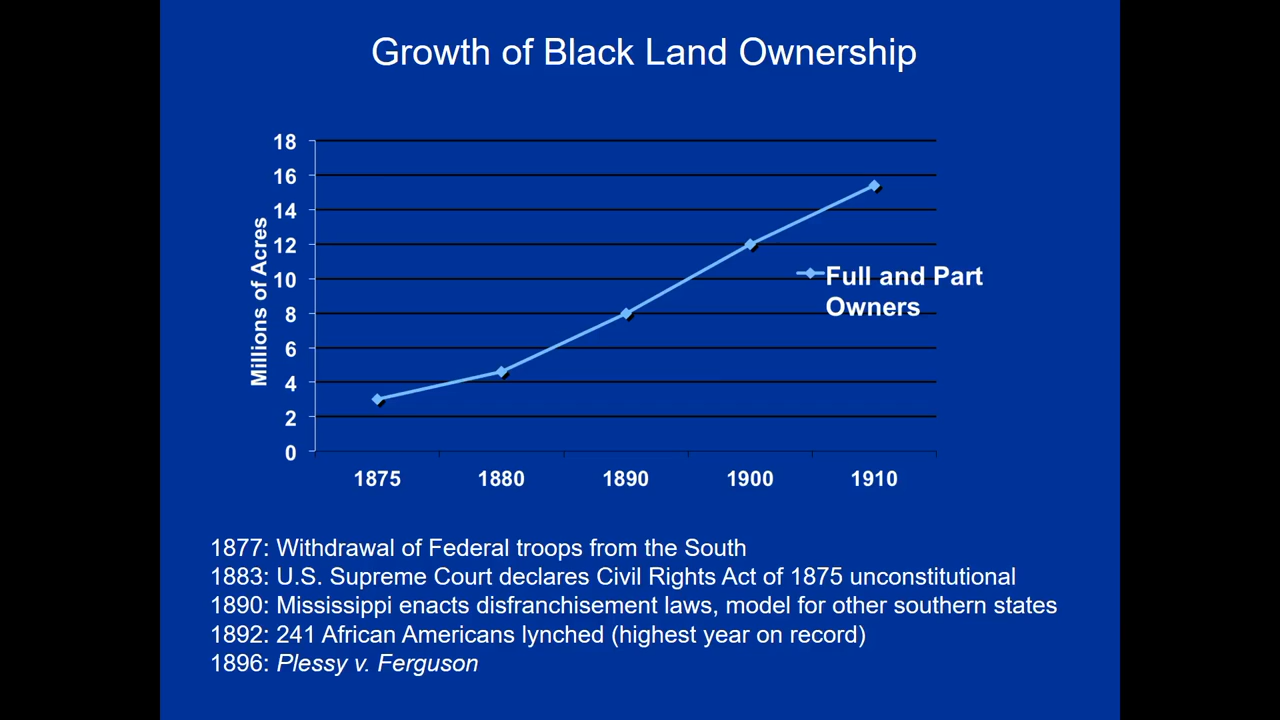 Growth of Black Land Ownership
Millions of Acres
18
16
14
12
10
8
6
4
2
0
1875 1880 1890 1900 1910
Full and Part
Owners
1877: Withdrawal of Federal troops from the South
1883: U.S. Supreme Court declares Civil Rights Act of 1875 unconstitutional
1890: Mississippi enacts disfranchisement laws, model for other southern states
1892: 241 African Americans lynched (highest year on record)
1896: Plessy v. Ferguson